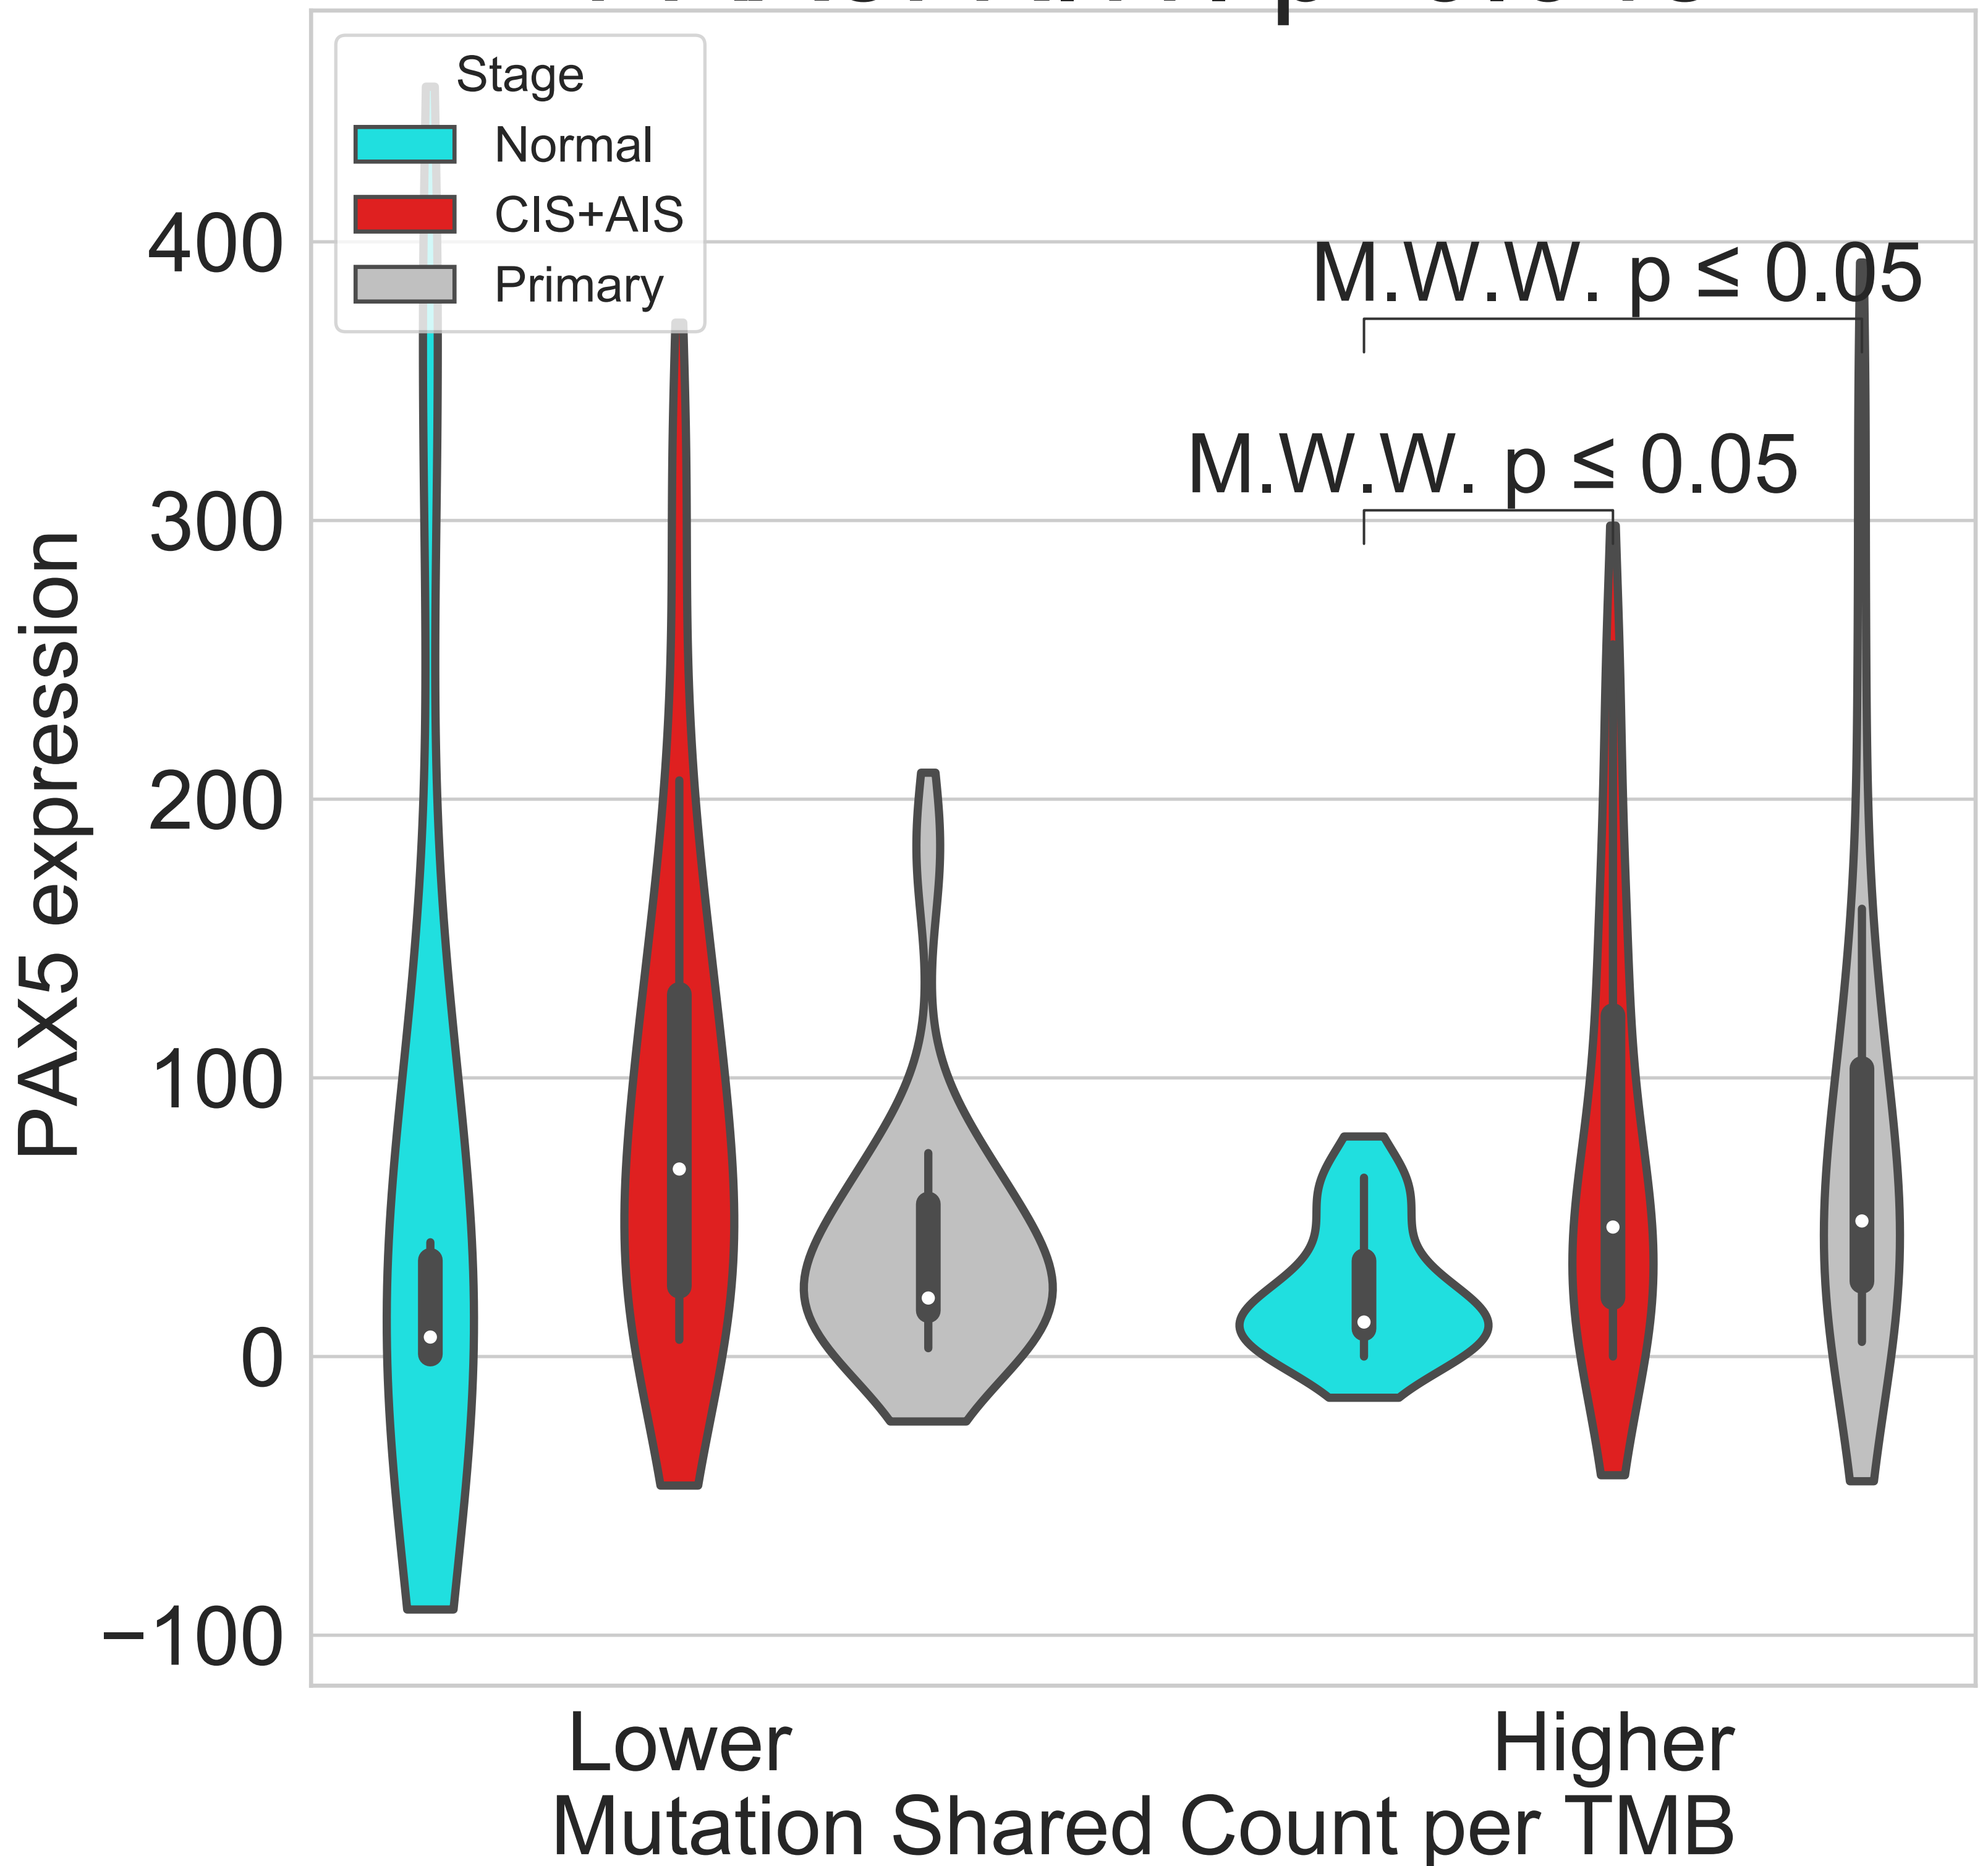 Stage
Normal
CIS+AIS
Primary
M.W.W. p ≤ 0.05
M.W.W. p ≤ 0.05
400
300
200
100
0
−100
PAX5 expression
Lower
Higher
Mutation Shared Count per TMB